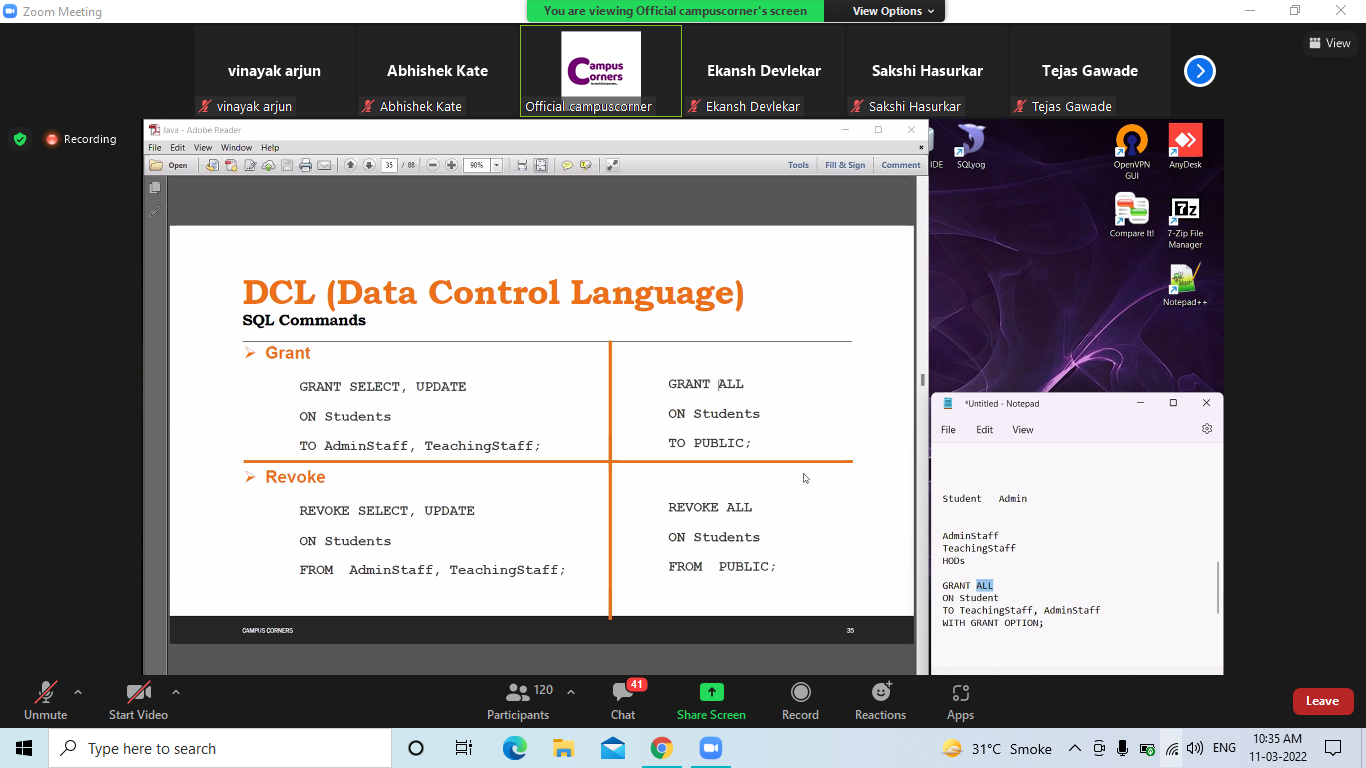 Zoom Meeting
You are viewing Official campuscorner's screen
View Options
View
vinayak arjun
Abhishek Kate
Campus
Corners
Ekansh Devlekar
Sakshi Hasurkar
Tejas Gawade
vinayak arjun
Abhishek Kate
Official campuscorner
Ekansh Devlekar
Sakshi Hasurkar
Tejas Gawade
Recording
Java - Adobe Reader
File Edit View Window Help
Open
35 / 88
90%
Tools Fill & Sign Comment
DCL (Data Control Language)
SQL Commands
Grant
GRANT SELECT, UPDATE
ON Students
TO AdminStaff, TeachingStaff;
GRANT ALL
ON Students
TO PUBLIC;
Revoke
REVOKE SELECT, UPDATE
ON Students
FROM AdminStaff, TeachingStaff;
REVOKE ALL
ON Students
FROM PUBLIC;
CAMPUS CORNERS
35
IDE
SQLyog
OpenVPN
GUI
AnyDesk
Compare It!
7z
7-Zip File
Manager
Notepad++
*Untitled - Notepad
File Edit View
Student Admin
AdminStaff
TeachingStaff
HODs
GRANT ALL
ON Student
TO TeachingStaff, AdminStaff
WITH GRANT OPTION;
Unmute
Start Video
120
Participants
41
Chat
Share Screen
Record
Reactions
Apps
Leave
Type here to search
31°C Smoke
ENG
10:35 AM
11-03-2022